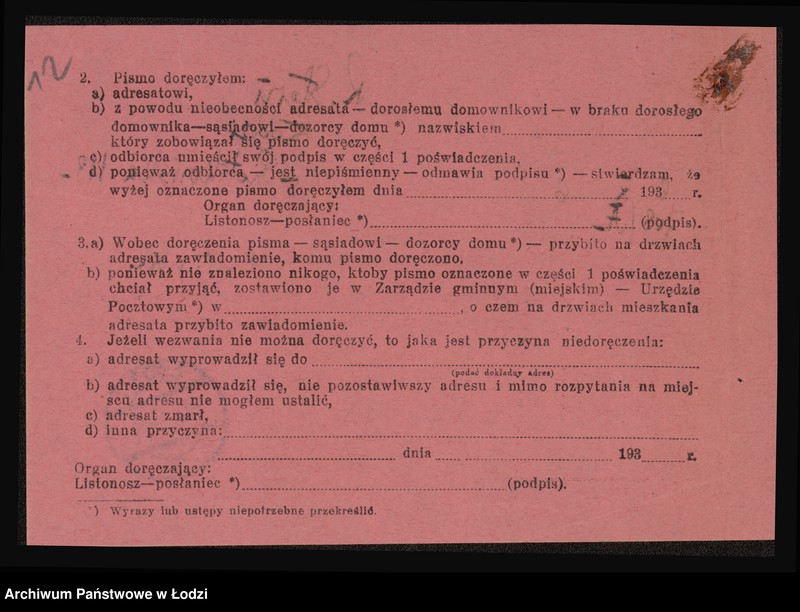 12
2. Pismo doręczyłem:
a) adresatowi,
b) z powodu nieobecności adresata — dorosłemu domownikowi — w braku dorosłego
domownika—sąsiadowi—dozorcy domu *) nazwiskiem
który zobowiązał się pismo doręczyć,
c) odbiorca umieścił swój podpis w części 1 poświadczenia,
d) ponieważ odbiorca — jest niepiśmienny — odmawia podpisu *) — stwierdzam, że
wyżej oznaczone pismo doręczyłem dnia 193 r.
Organ doręczający:
Listonosz—posłaniec *) (podpis).
3.a) Wobec doręczenia pisma — sąsiadowi — dozorcy domu *) — przybito na drzwiach
adresata zawiadomienie, komu pismo doręczono.
b) ponieważ nie znaleziono nikogo, ktoby pismo oznaczone w części 1 poświadczenia
chciał przyjąć, zostawiono je w Zarządzie gminnym (miejskim) — Urzędzie
Pocztowym *) w , o czem na drzwiach mieszkania
adresata przybito zawiadomienie.
4. Jeżeli wezwania nie można doręczyć, to jaka jest przyczyna niedoręczenia:
a) adresat wyprowadził się do
(podać dokładny adres)
b) adresat wyprowadził się, nie pozostawiwszy adresu i mimo rozpytania na miej-
scu adresu nie mogłem ustalić,
c) adresat zmarł,
d) inna przyczyna:
dnia 193 r.
Organ doręczający:
Listonosz—posłaniec *) (podpis).
*) Wyrazy lub ustępy niepotrzebne przekreślić.
Archiwum Państwowe w Łodzi